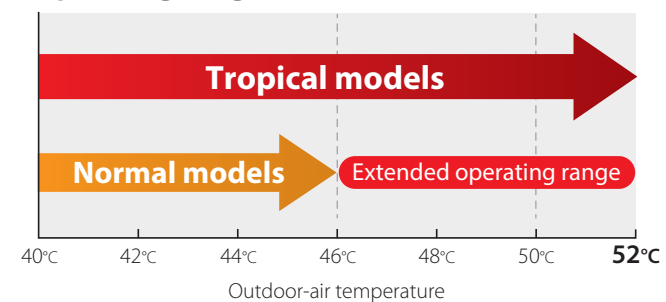 Tropical models
Normal models
Extended operating range
40°C 42°C 44°C 46°C 48°C 50°C 52°C
Outdoor-air temperature